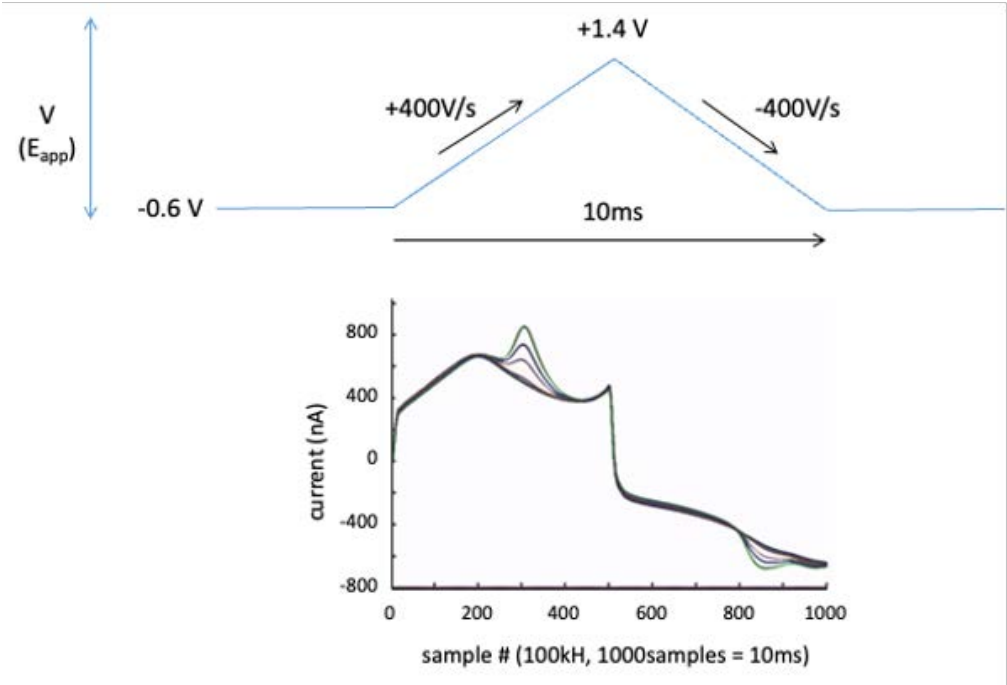 +1.4 V
V
(Eapp)
+400V/s
-400V/s
-0.6 V
10ms
800
400
0
-400
-800
current (nA)
0 200 400 600 800 1000
sample # (100kH, 1000samples = 10ms)